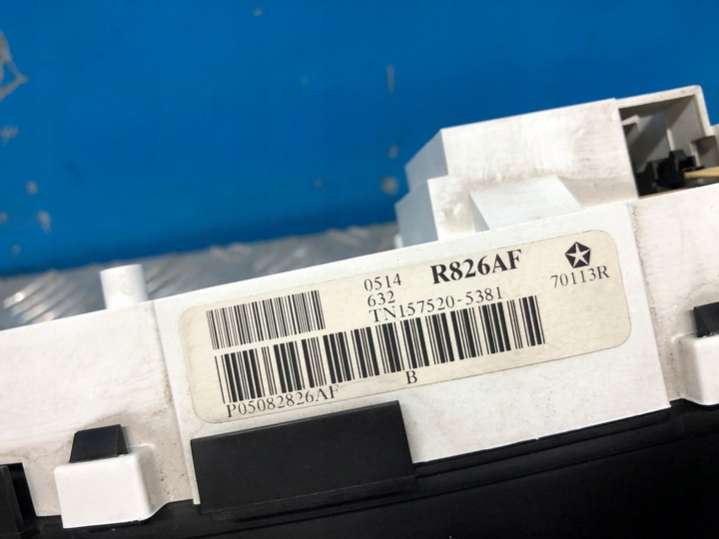 0514 R826AF
632 70113R
TN157520-5381
P05082826AF B